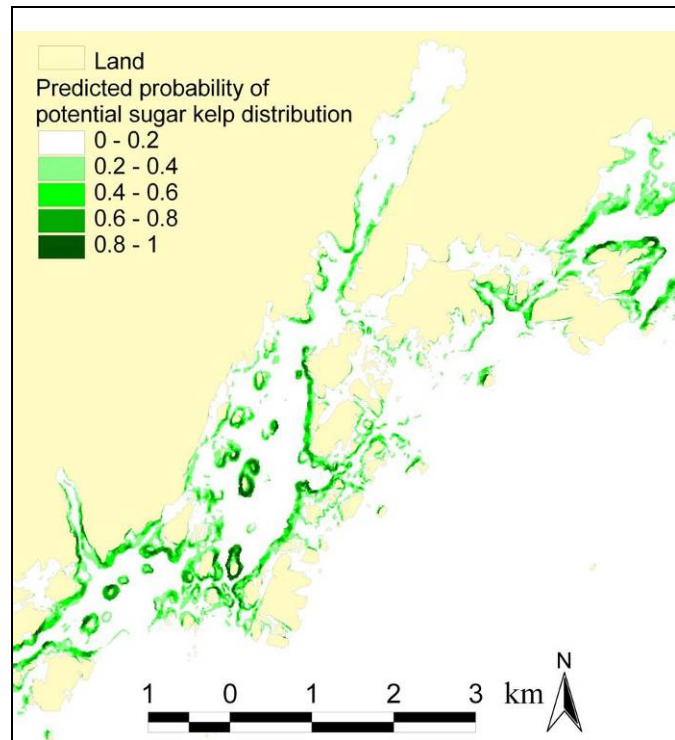 Land
Predicted probability of
potential sugar kelp distribution
0 - 0.2
0.2 - 0.4
0.4 - 0.6
0.6 - 0.8
0.8 - 1
N
1 0 1 2 3 km